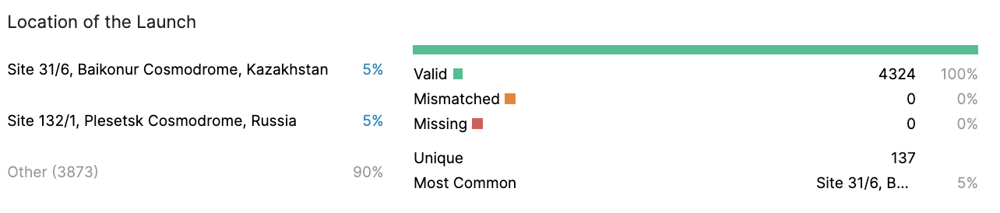 Location of the Launch
Site 31/6, Baikonur Cosmodrome, Kazakhstan 5%
Site 132/1, Plesetsk Cosmodrome, Russia 5%
Other (3873) 90%
Valid 4324 100%
Mismatched 0 0%
Missing 0 0%
Unique 137
Most Common Site 31/6, B... 5%